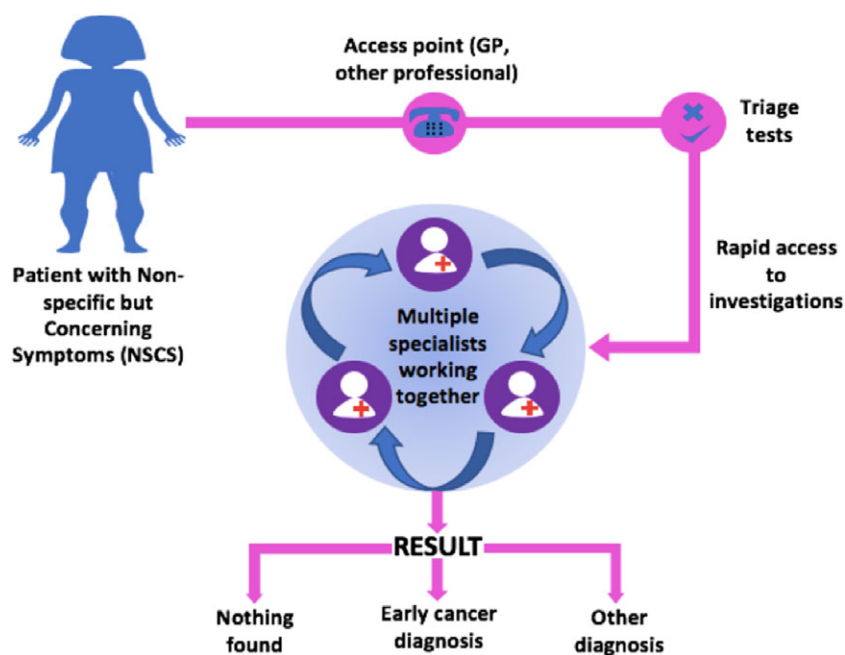 Access point (GP,
other professional)
Triage
tests
Patient with Non-
specific but
Concerning
Symptoms (NSCS)
Rapid access
to
investigations
Multiple
specialists
working
together
RESULT
Nothing
found
Early cancer
diagnosis
Other
diagnosis